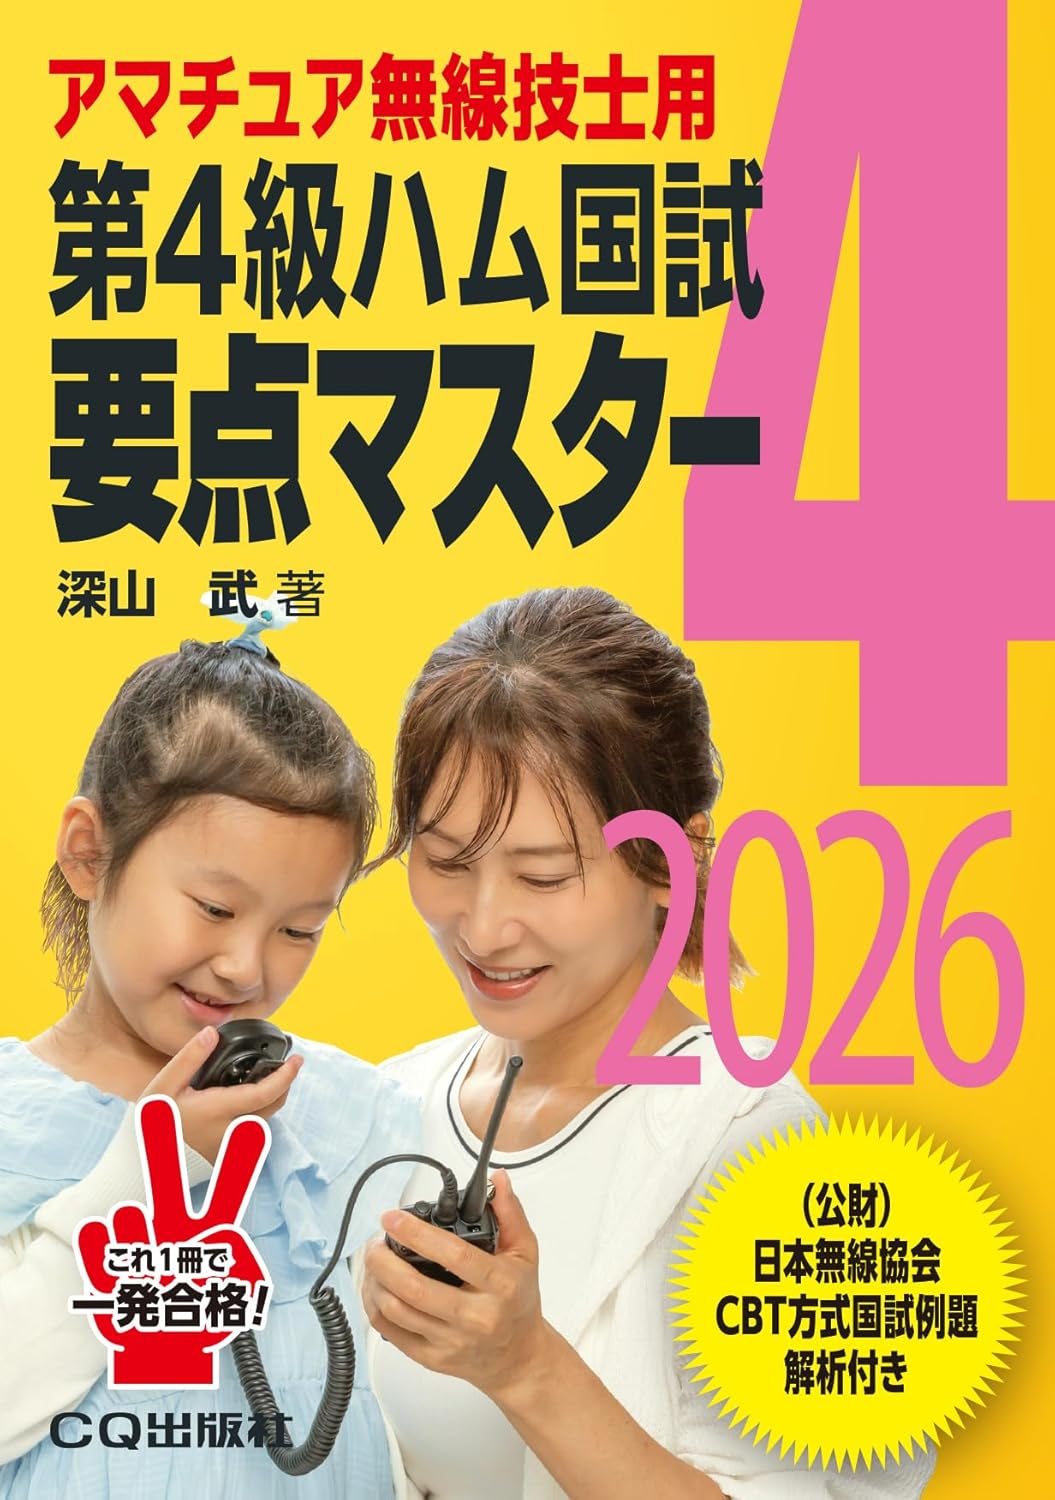 アマチュア無線技士用
第4級ハム国試
要点マスター
4
2026
深山 武 著
これ1冊で
一発合格!
(公財)
日本無線協会
CBT方式国試例題
解析付き
CQ出版社